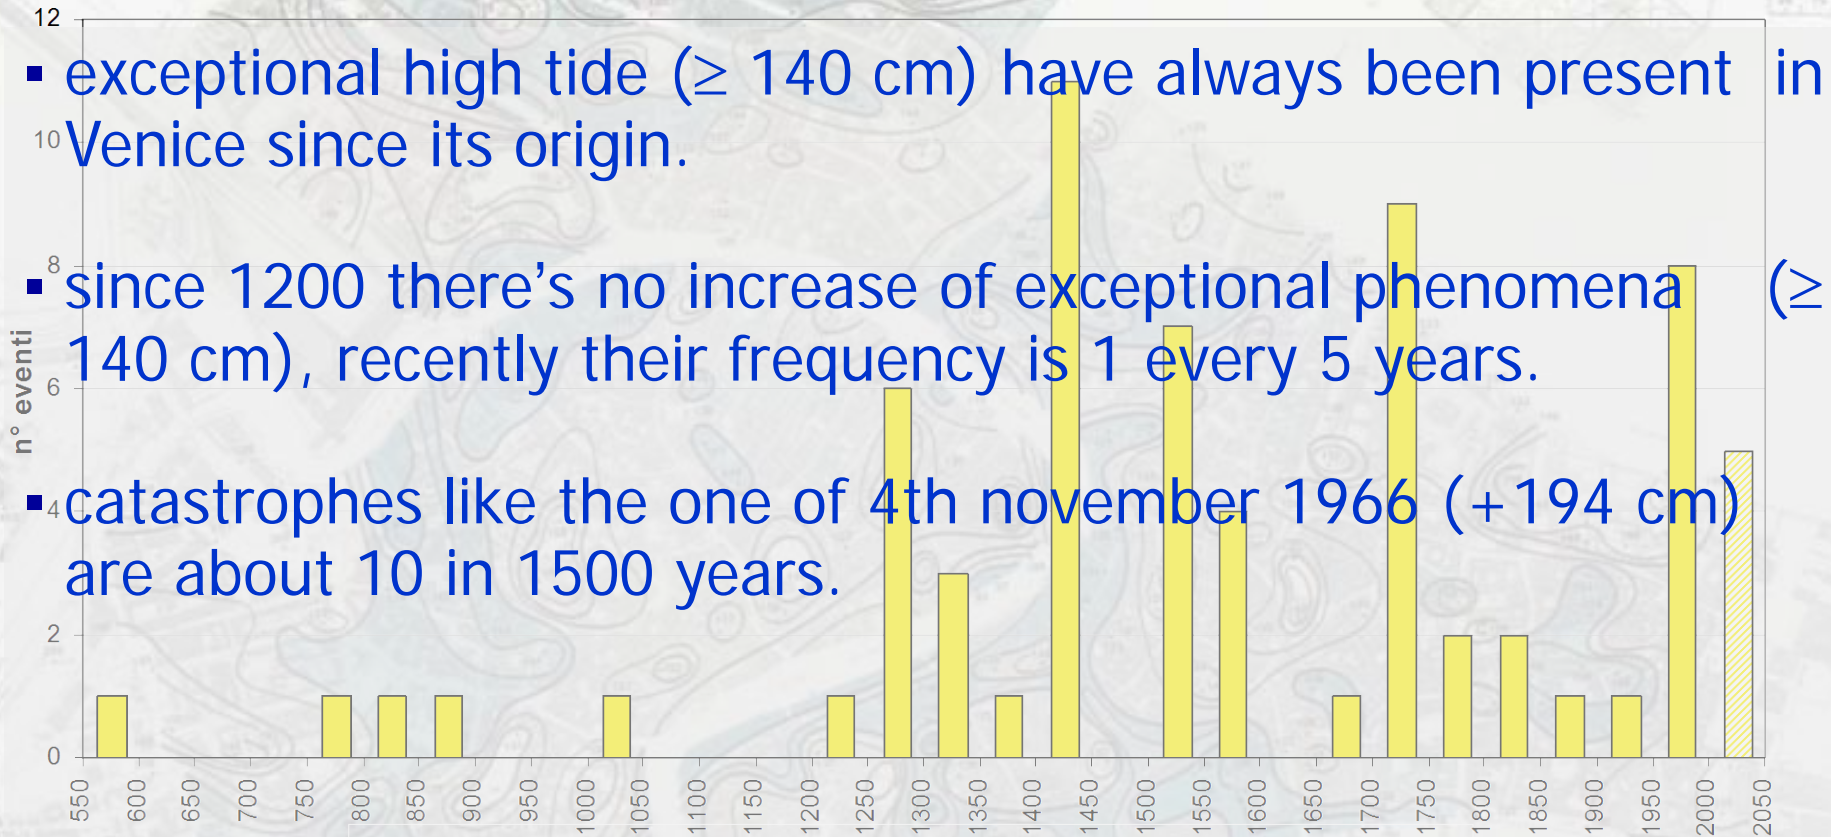 12
▪ exceptional high tide (≥ 140 cm) have always been present in
10
Venice since its origin.
8
▪ since 1200 there's no increase of exceptional phenomena (≥
140 cm), recently their frequency is 1 every 5 years.
6
n° eventi
4
▪ catastrophes like the one of 4th november 1966 (+194 cm)
are about 10 in 1500 years.
2
0
550 600 650 700 750 800 850 900 950 1000 1050 1100 1150 1200 1250 1300 1350 1400 1450 1500 1550 1600 1650 1700 1750 1800 1850 1900 1950 2000 2050